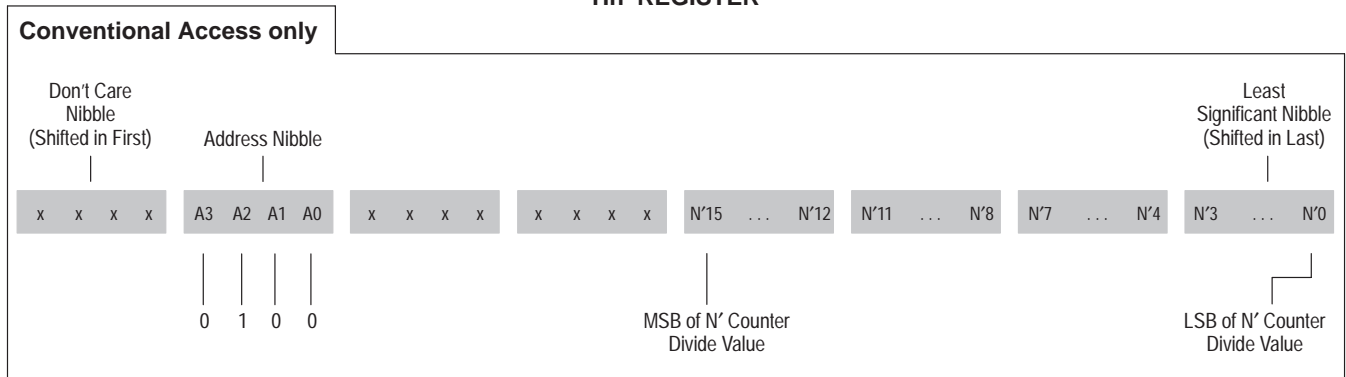 REGISTER
Conventional Access only
Don't Care
Nibble
(Shifted in First)
Address Nibble
Least
Significant Nibble
(Shifted in Last)
x x x x A3 A2 A1 A0 x x x x x x x x N′15 ... N′12 N′11 ... N′8 N′7 ... N′4 N′3 ... N′0
0 1 0 0
MSB of N′ Counter
Divide Value
LSB of N′ Counter
Divide Value